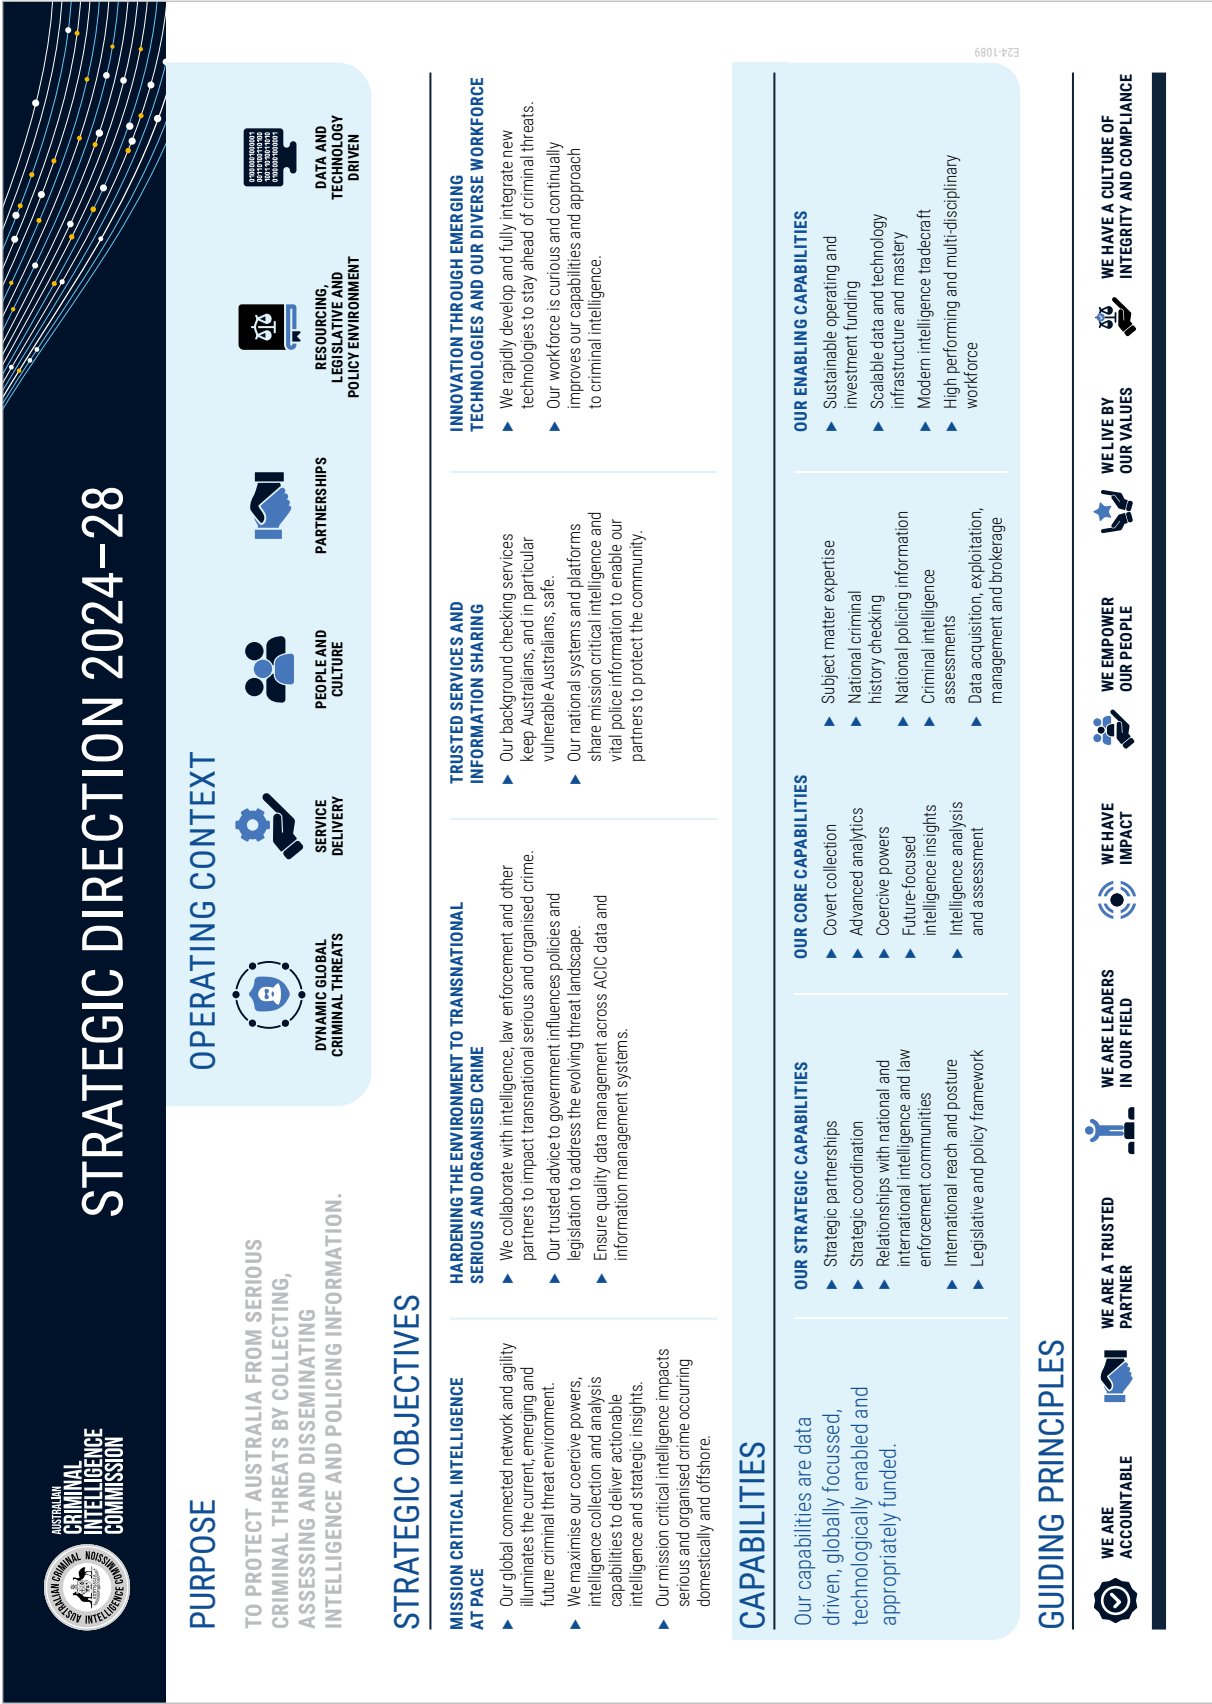 AUSTRALIAN
CRIMINAL
INTELLIGENCE
COMMISSION
AUSTRALIAN CRIMINAL
INTELLIGENCE COMMISSION
STRATEGIC DIRECTION 2024–28
PURPOSE
TO PROTECT AUSTRALIA FROM SERIOUS
CRIMINAL THREATS BY COLLECTING,
ASSESSING AND DISSEMINATING
INTELLIGENCE AND POLICING INFORMATION.
OPERATING CONTEXT
DYNAMIC GLOBAL
CRIMINAL THREATS
SERVICE
DELIVERY
PEOPLE AND
CULTURE
PARTNERSHIPS
RESOURCING,
LEGISLATIVE AND
POLICY ENVIRONMENT
DATA AND
TECHNOLOGY
DRIVEN
STRATEGIC OBJECTIVES
MISSION CRITICAL INTELLIGENCE
AT PACE
Our global connected network and agility
illuminates the current, emerging and
future criminal threat environment.
We maximise our coercive powers,
intelligence collection and analysis
capabilities to deliver actionable
intelligence and strategic insights.
Our mission critical intelligence impacts
serious and organised crime occurring
domestically and offshore.
HARDENING THE ENVIRONMENT TO TRANSNATIONAL
SERIOUS AND ORGANISED CRIME
We collaborate with intelligence, law enforcement and other
partners to impact transnational serious and organised crime.
Our trusted advice to government influences policies and
legislation to address the evolving threat landscape.
Ensure quality data management across ACIC data and
information management systems.
TRUSTED SERVICES AND
INFORMATION SHARING
Our background checking services
keep Australians, and in particular
vulnerable Australians, safe.
Our national systems and platforms
share mission critical intelligence and
vital police information to enable our
partners to protect the community.
INNOVATION THROUGH EMERGING
TECHNOLOGIES AND OUR DIVERSE WORKFORCE
We rapidly develop and fully integrate new
technologies to stay ahead of criminal threats.
Our workforce is curious and continually
improves our capabilities and approach
to criminal intelligence.
CAPABILITIES
Our capabilities are data
driven, globally focussed,
technologically enabled and
appropriately funded.
OUR STRATEGIC CAPABILITIES
Strategic partnerships
Strategic coordination
Relationships with national and
international intelligence and law
enforcement communities
International reach and posture
Legislative and policy framework
OUR CORE CAPABILITIES
Covert collection
Advanced analytics
Coercive powers
Future-focused
intelligence insights
Intelligence analysis
and assessment
Subject matter expertise
National criminal
history checking
National policing information
Criminal intelligence
assessments
Data acquisition, exploitation,
management and brokerage
OUR ENABLING CAPABILITIES
Sustainable operating and
investment funding
Scalable data and technology
infrastructure and mastery
Modern intelligence tradecraft
High performing and multi-disciplinary
workforce
E24-1089
GUIDING PRINCIPLES
WE ARE
ACCOUNTABLE
WE ARE A TRUSTED
PARTNER
WE ARE LEADERS
IN OUR FIELD
WE HAVE
IMPACT
WE EMPOWER
OUR PEOPLE
WE LIVE BY
OUR VALUES
WE HAVE A CULTURE OF
INTEGRITY AND COMPLIANCE